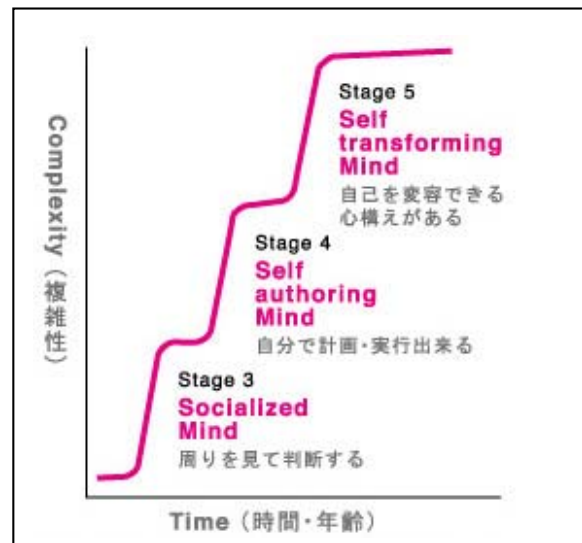 Complexity（複雑性）
Stage 5
Self
transforming
Mind
自己を変容できる
心構えがある
Stage 4
Self
authoring
Mind
自分で計画・実行出来る
Stage 3
Socialized
Mind
周りを見て判断する
Time（時間・年齢）